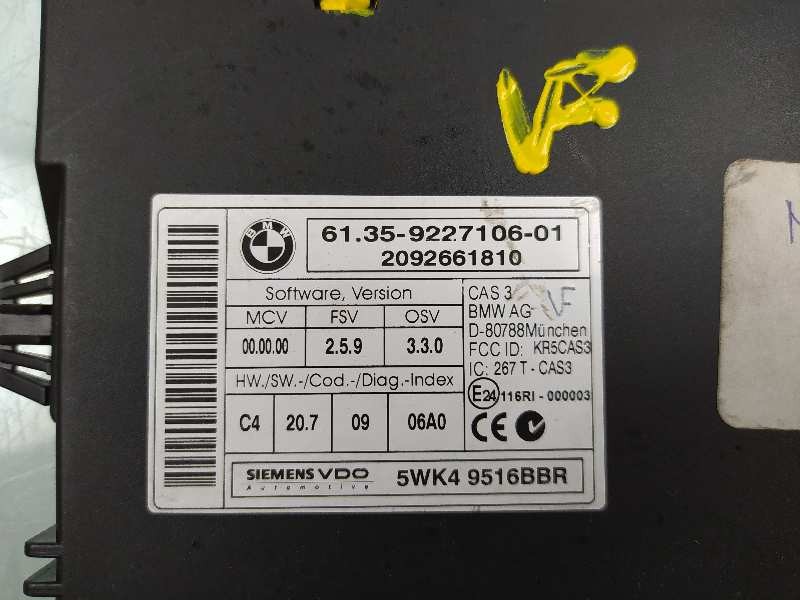 VF
BMW
61.35-9227106-01
2092661810
Software, Version
MCV FSV OSV
00.00.00 2.5.9 3.3.0
HW./SW.-/Cod.-/Diag.-Index
C4 20.7 09 06A0
CAS 3
BMW AG VF
D-80788München
FCC ID: KR5CAS3
IC: 267 T - CAS3
E24 116RI - 000003
CE
SIEMENS VDO
Automotive
5WK4 9516BBR